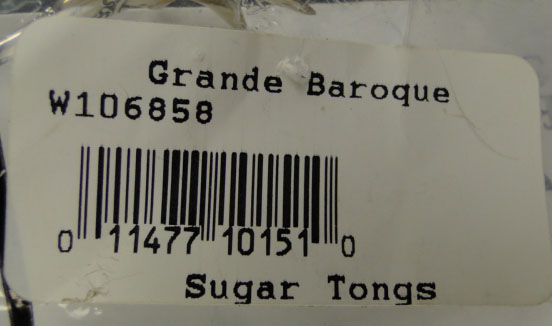 Grande Baroque
W106858
0 11477 10151 0
Sugar Tongs